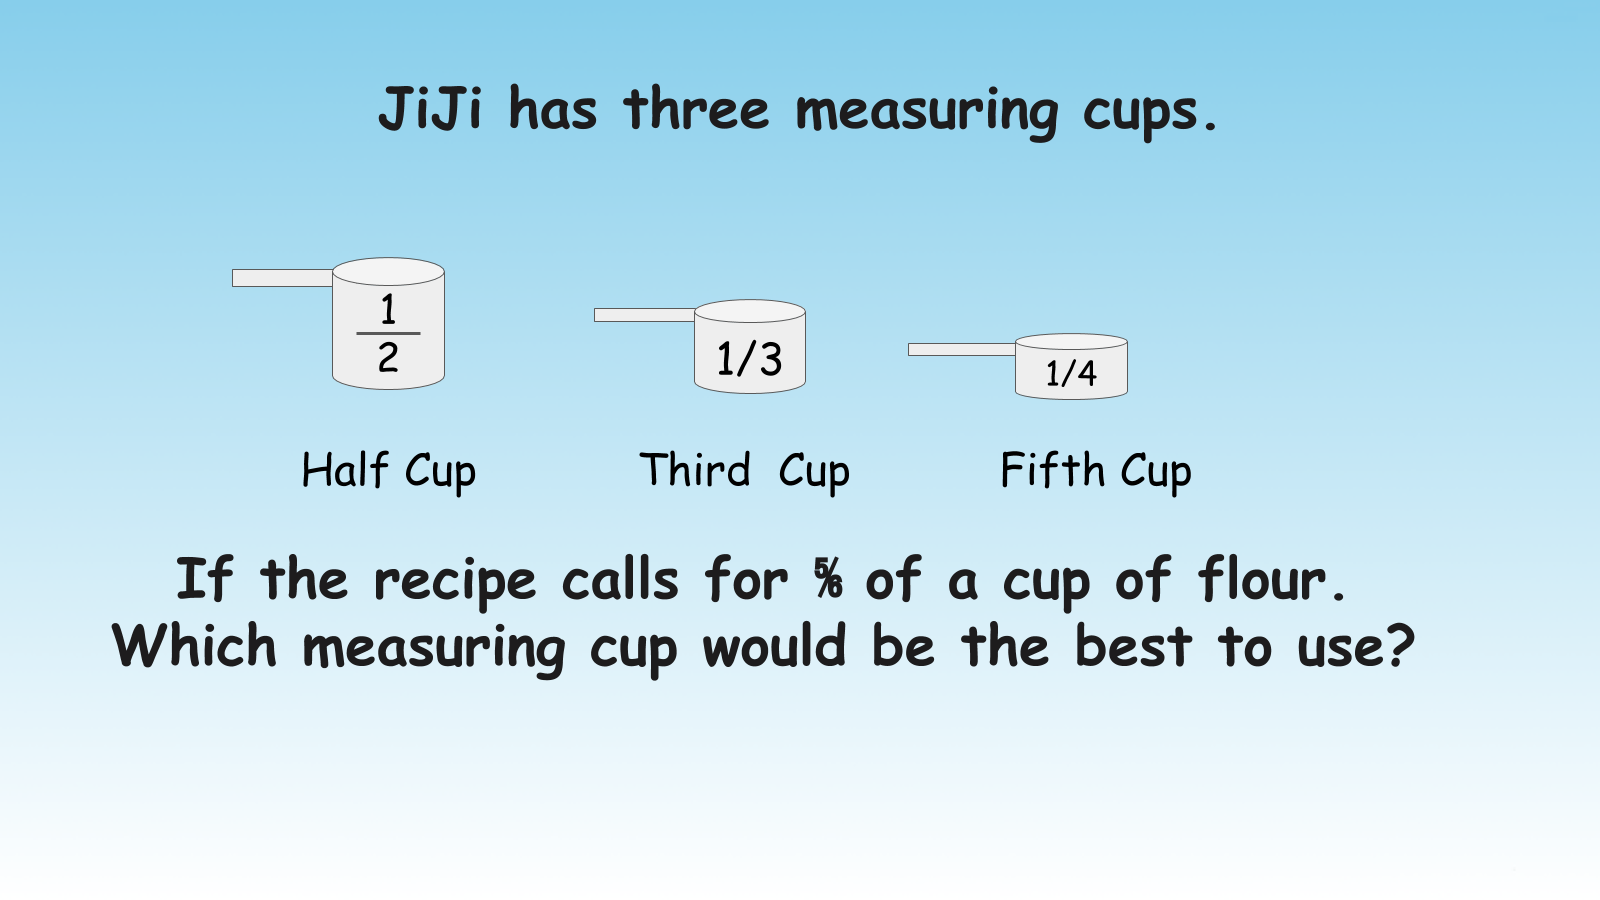 JiJi has three measuring cups.
1
2
1/3
1/4
Half Cup
Third  Cup
Fifth Cup
If the recipe calls for ⅚ of a cup of flour.
Which measuring cup would be the best to use?